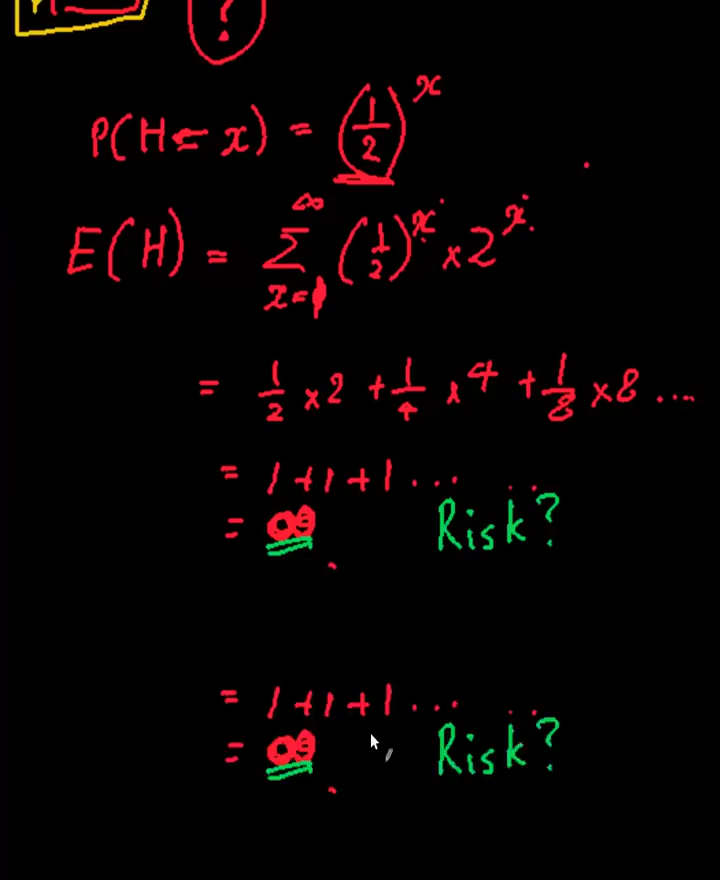 ?
P(H = x) = (1/2)^x
E(H) = ∑_{x=1}^{∞} (1/2)^x × 2^x
= 1/2 × 2 + 1/4 × 4 + 1/8 × 8 ....
= 1 + 1 + 1 ...
= ∞ Risk?
= 1 + 1 + 1 ...
= ∞ Risk?